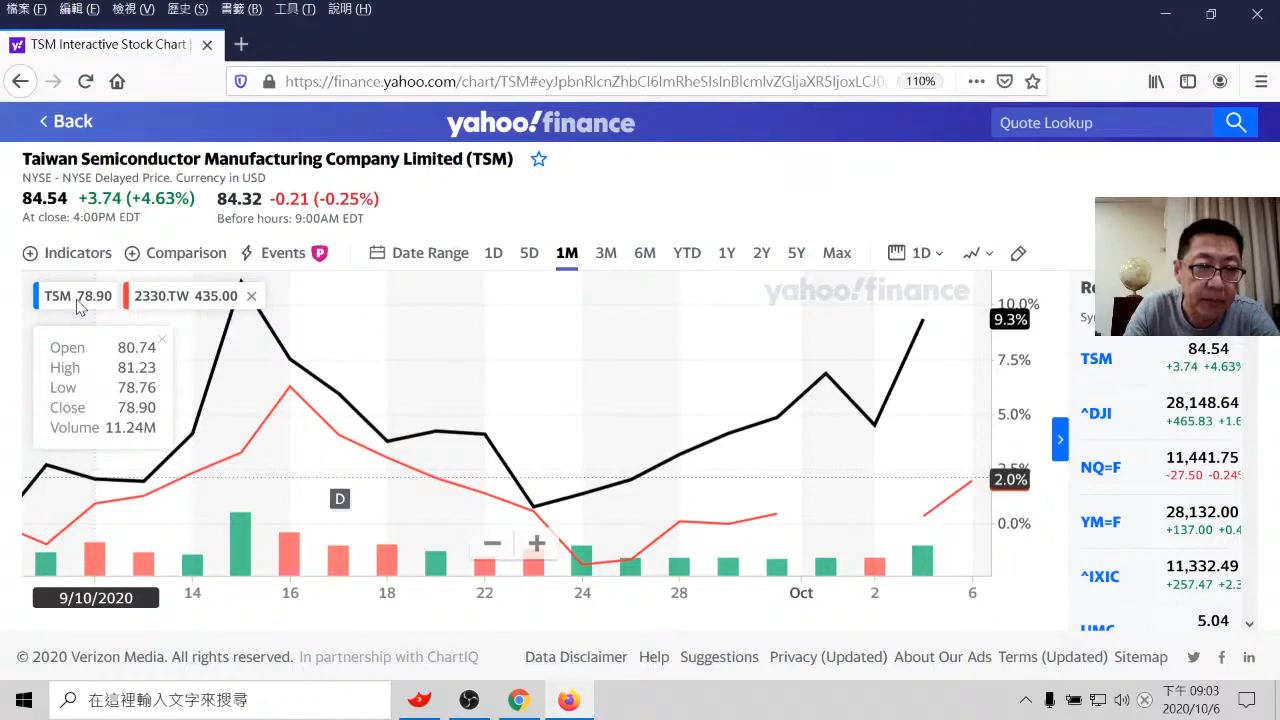 檔案(F) 編輯(E) 檢視(V) 歷史(S) 書籤(B) 工具(T) 說明(H)
TSM Interactive Stock Chart |
https://finance.yahoo.com/chart/TSM#eyJpbnRlcnZhbCI6ImRheSIsInBlcmlvZGljaXR5IjoxLCJ0 110%
Back
yahoo!finance
Quote Lookup
Taiwan Semiconductor Manufacturing Company Limited (TSM)
NYSE - NYSE Delayed Price. Currency in USD
84.54 +3.74 (+4.63%) 84.32 -0.21 (-0.25%)
At close: 4:00PM EDT Before hours: 9:00AM EDT
Indicators Comparison Events P Date Range 1D 5D 1M 3M 6M YTD 1Y 2Y 5Y Max 1D
TSM 78.90 2330.TW 435.00
yahoo!finance
Open 80.74
High 81.23
Low 78.76
Close 78.90
Volume 11.24M
10.0%
9.3%
7.5%
5.0%
2.0%
0.0%
D
9/10/2020 14 16 18 22 24 28 Oct 2 6
TSM 84.54
+3.74 +4.63%
^DJI 28,148.64
+465.83 +1.6
NQ=F 11,441.75
-27.50 -0.24%
YM=F 28,132.00
+137.00 +0.4
^IXIC 11,332.49
+257.47 +2.3
UMC 5.04
© 2020 Verizon Media. All rights reserved. In partnership with ChartIQ Data Disclaimer Help Suggestions Privacy (Updated) About Our Ads Terms (Updated) Sitemap
在這裡輸入文字來搜尋
下午 09:03
2020/10/6